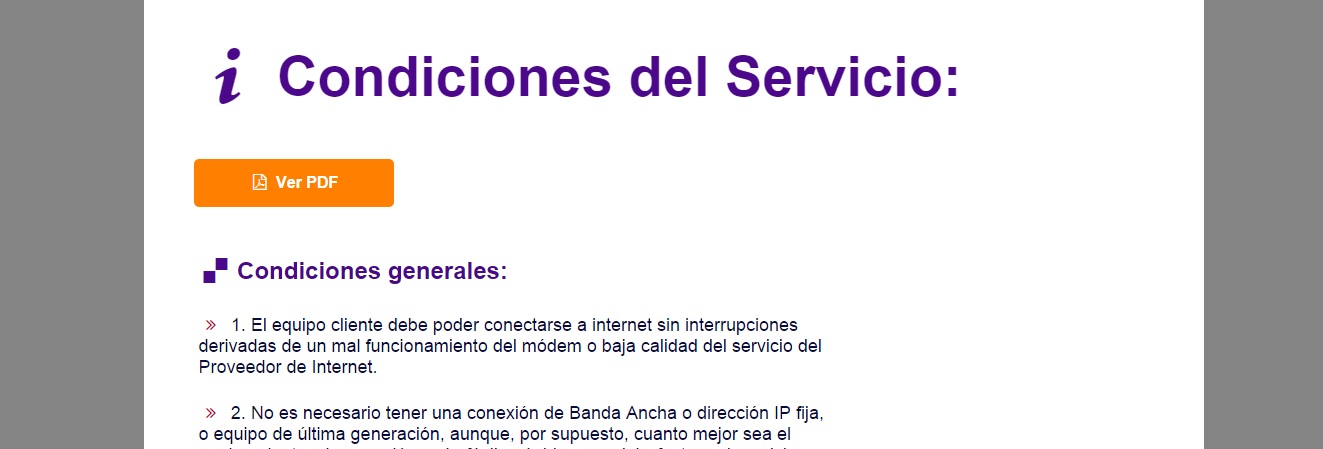 i Condiciones del Servicio:
Ver PDF
Condiciones generales:
» 1. El equipo cliente debe poder conectarse a internet sin interrupciones
derivadas de un mal funcionamiento del módem o baja calidad del servicio del
Proveedor de Internet.
» 2. No es necesario tener una conexión de Banda Ancha o dirección IP fija,
o equipo de última generación, aunque, por supuesto, cuanto mejor sea el